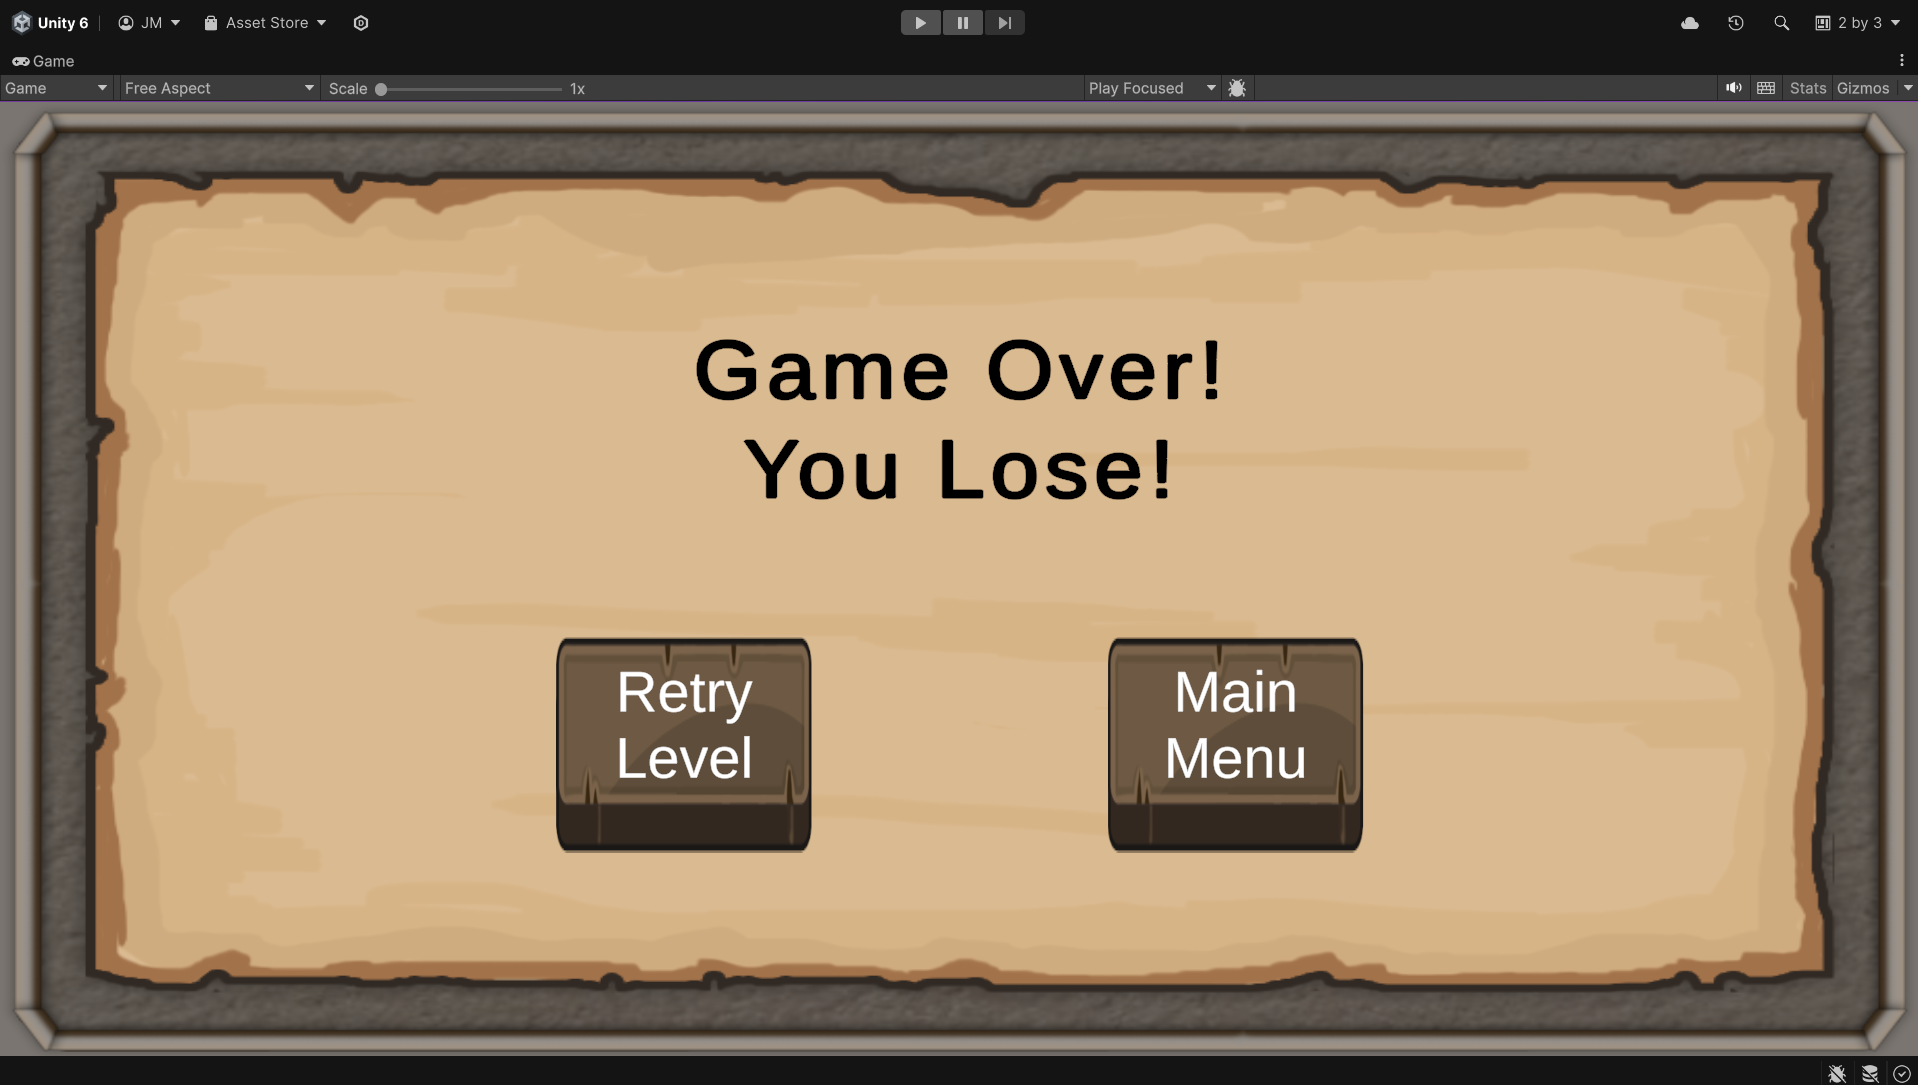 Unity 6 JM Asset Store 2 by 3
Game
Game Free Aspect Scale 1x Play Focused Stats Gizmos
Game Over!
You Lose!
Retry
Level
Main
Menu